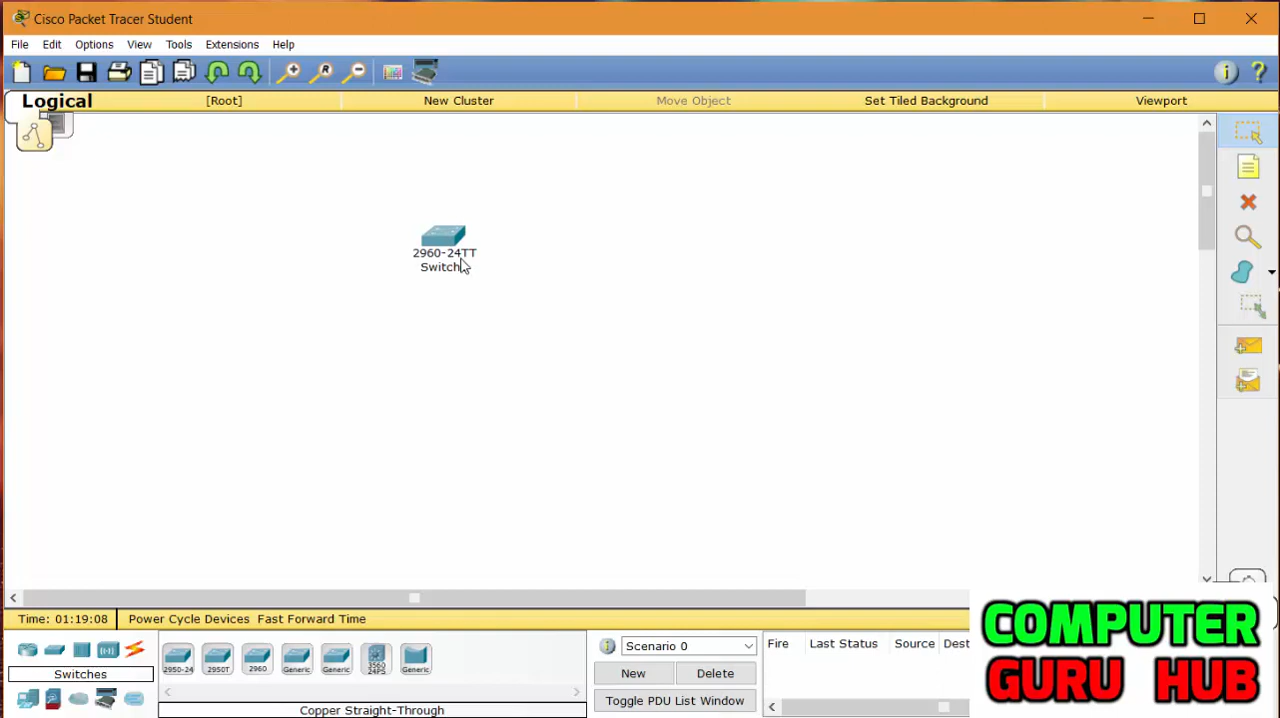 Cisco Packet Tracer Student
File Edit Options View Tools Extensions Help
Logical [Root] New Cluster Move Object Set Tiled Background Viewport
2960-24TT
Switch
Time: 01:19:08 Power Cycle Devices Fast Forward Time
Switches
2950-24 2950T 2960 Generic Generic 3560 24PS Generic
Copper Straight-Through
Scenario 0
New Delete
Toggle PDU List Window
Fire Last Status Source Dest
COMPUTER
GURU HUB